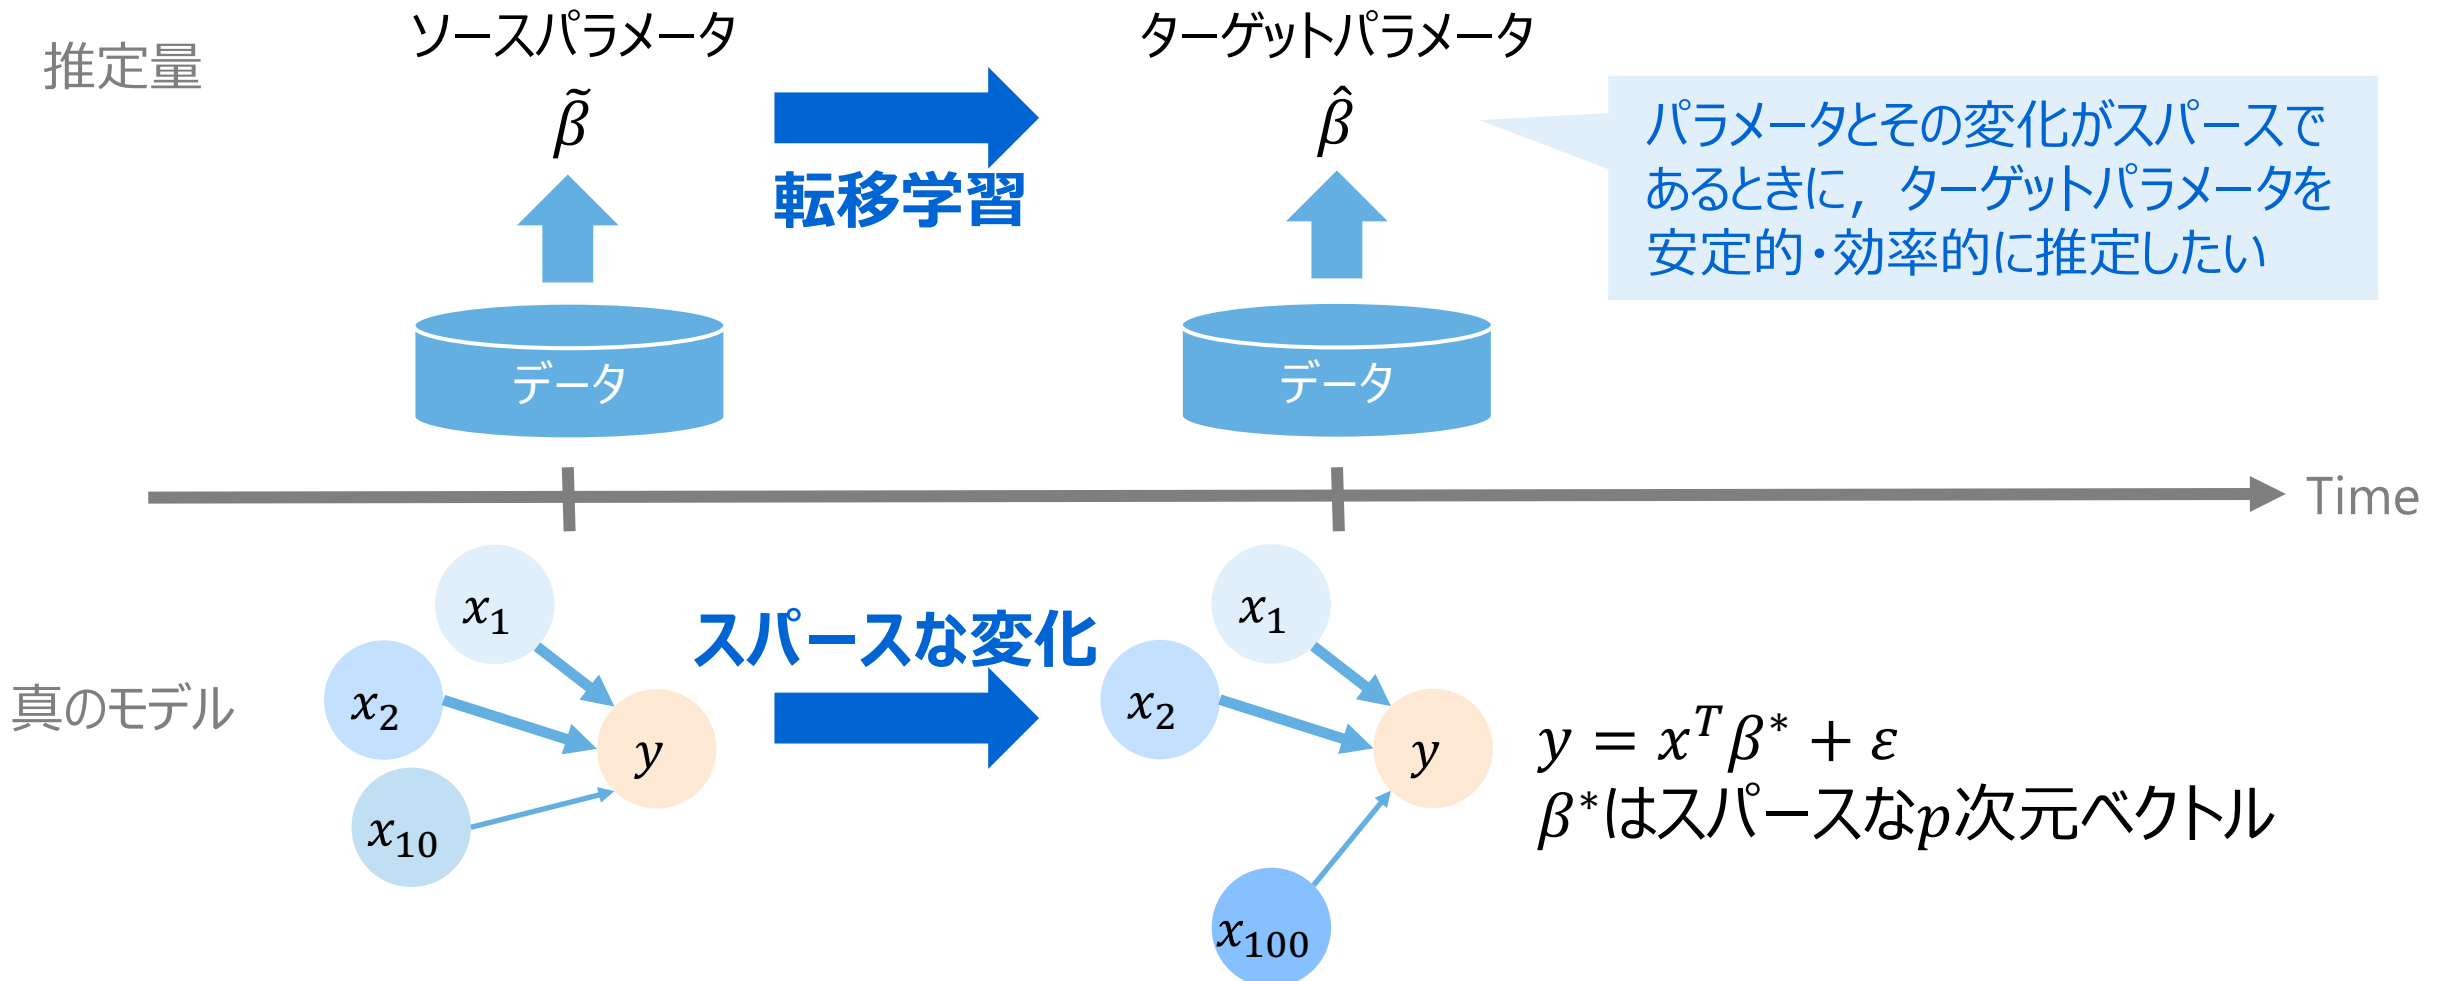 推定量
ソースパラメータ
β̃
転移学習
ターゲットパラメータ
β̂
パラメータとその変化がスパースで
あるときに，ターゲットパラメータを
安定的・効率的に推定したい
データ
データ
Time
真のモデル
x₁
x₂
x₁₀
y
スパースな変化
x₁
x₂
x₁₀₀
y
y = xᵀβ* + ε
β*はスパースなp次元ベクトル